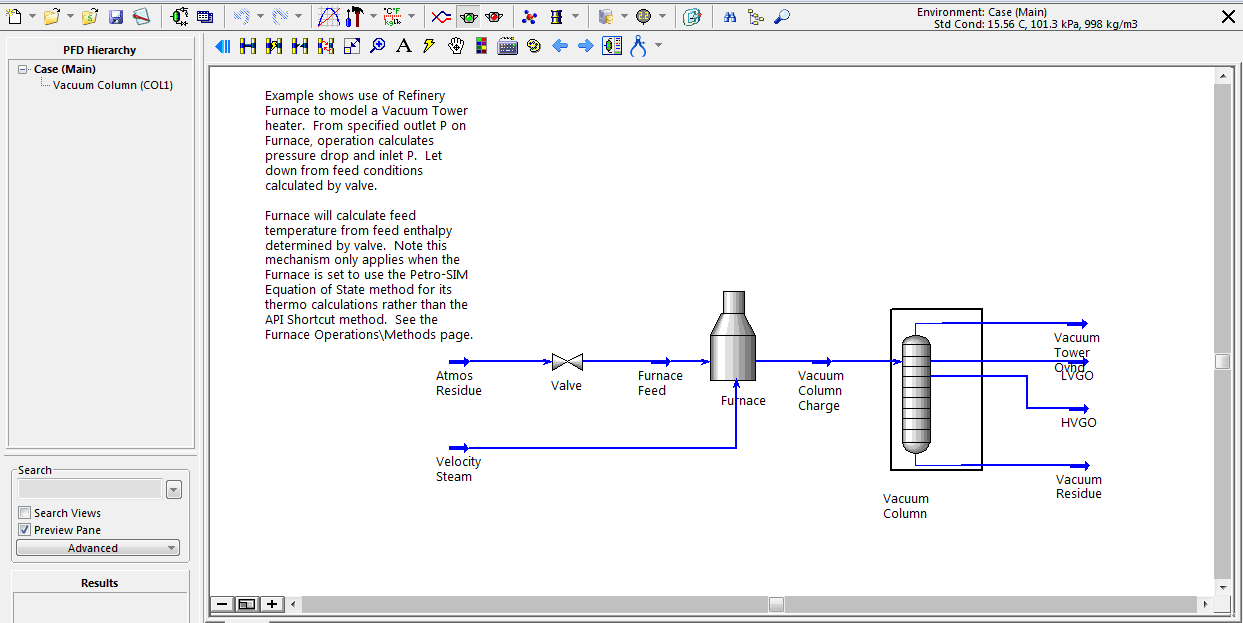 Environment: Case (Main)
Std Cond: 15.56 C, 101.3 kPa, 998 kg/m3
PFD Hierarchy
Case (Main)
Vacuum Column (COL1)
Example shows use of Refinery
Furnace to model a Vacuum Tower
heater. From specified outlet P on
Furnace, operation calculates
pressure drop and inlet P. Let
down from feed conditions
calculated by valve.
Furnace will calculate feed
temperature from feed enthalpy
determined by valve. Note this
mechanism only applies when the
Furnace is set to use the Petro-SIM
Equation of State method for its
thermo calculations rather than the
API Shortcut method. See the
Furnace Operations\Methods page.
Atmos
Residue
Valve
Furnace
Feed
Furnace
Vacuum
Column
Charge
Vacuum
Tower
Ovhd
LVGO
HVGO
Velocity
Steam
Vacuum
Residue
Vacuum
Column
Search
Search Views
Preview Pane
Advanced
Results